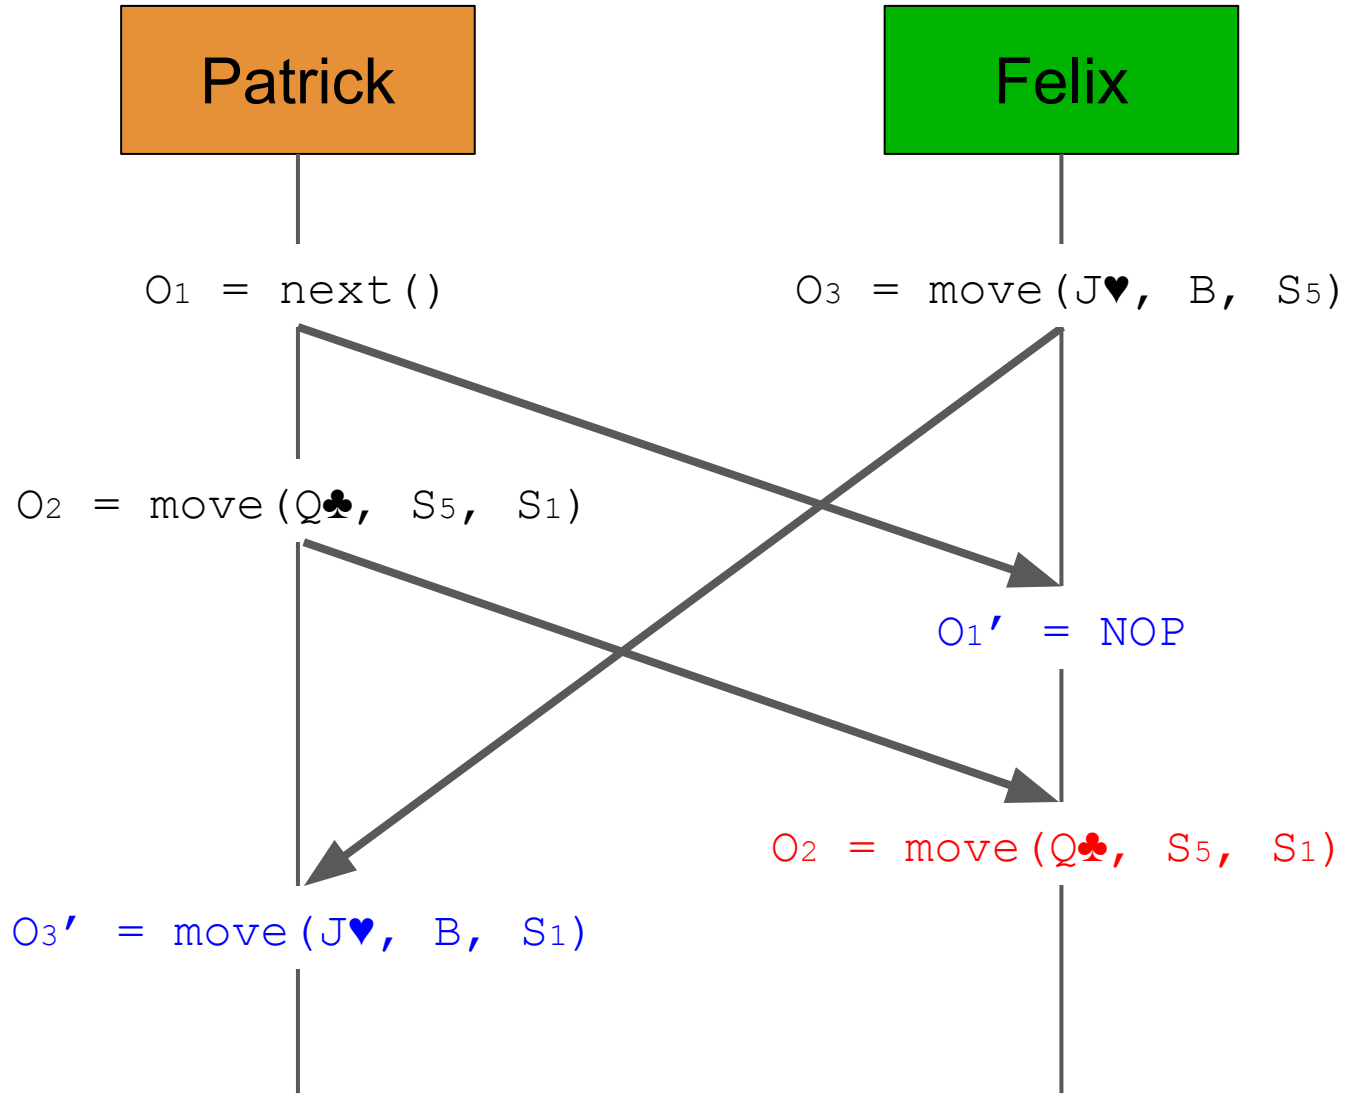 Patrick
Felix
O1 = next()
O3 = move(J♥, B, S5)
O2 = move(Q♣, S5, S1)
O1′ = NOP
O2 = move(Q♣, S5, S1)
O3′ = move(J♥, B, S1)